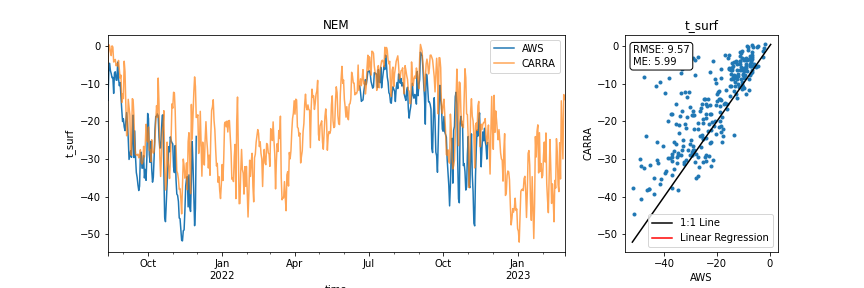 NEM
t_surf
0
−10
−20
−30
−40
−50
AWS
CARRA
Oct
Jan
2022
Apr
Jul
Oct
Jan
2023
time
t_surf
RMSE: 9.57
ME: 5.99
CARRA
0
−10
−20
−30
−40
−50
1:1 Line
Linear Regression
−40
−20
0
AWS